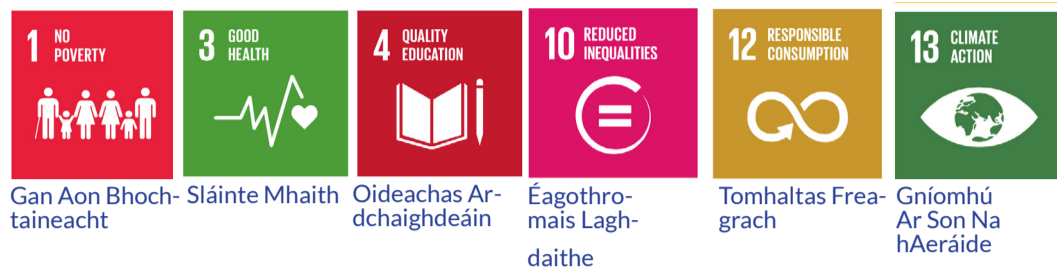 1 NO
POVERTY
3 GOOD
HEALTH
4 QUALITY
EDUCATION
10 REDUCED
INEQUALITIES
12 RESPONSIBLE
CONSUMPTION
13 CLIMATE
ACTION
Gan Aon Bhoch-
taineacht
Sláinte Mhaith
Oideachas Ar-
dchaighdeáin
Éagothro-
mais Lagh-
daithe
Tomhaltas Frea-
grach
Gníomhú
Ar Son Na
hAeráide